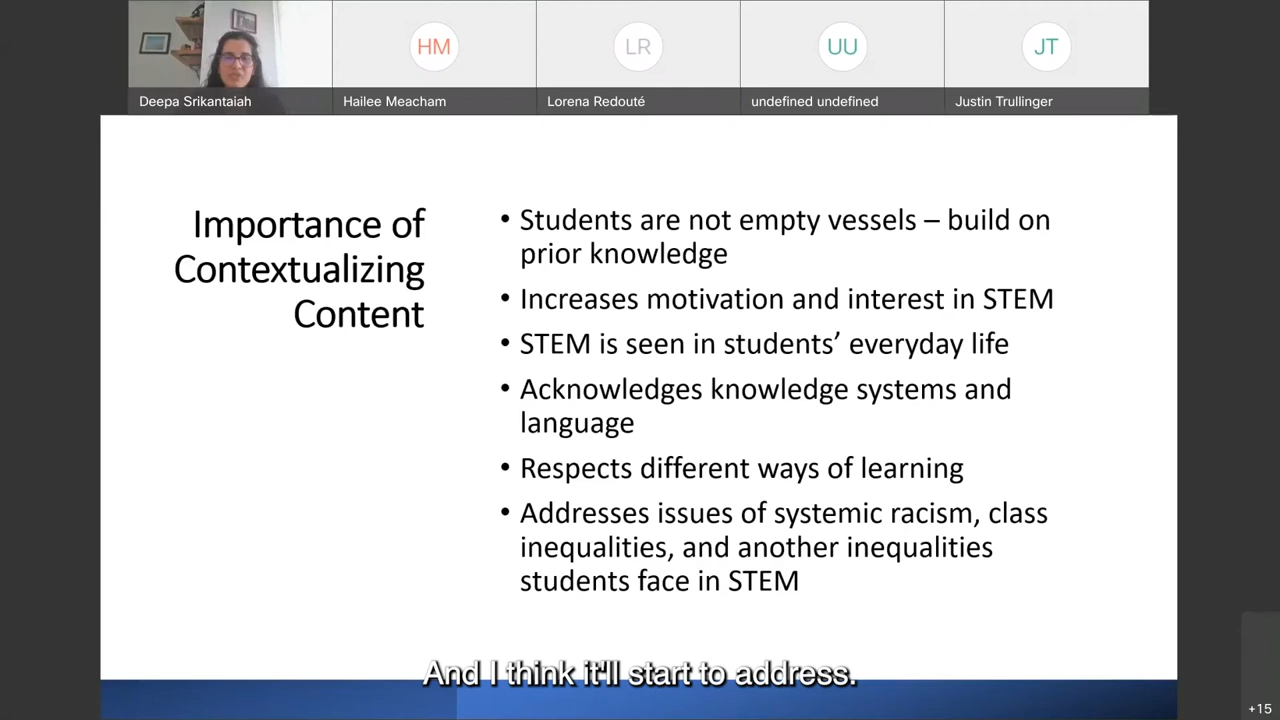 HM
LR
UU
JT
Deepa Srikantaiah
Hailee Meacham
Lorena Redouté
undefined undefined
Justin Trullinger
Importance of
Contextualizing
Content
• Students are not empty vessels – build on
prior knowledge
• Increases motivation and interest in STEM
• STEM is seen in students’ everyday life
• Acknowledges knowledge systems and
language
• Respects different ways of learning
• Addresses issues of systemic racism, class
inequalities, and another inequalities
students face in STEM
And I think it'll start to address.
+15